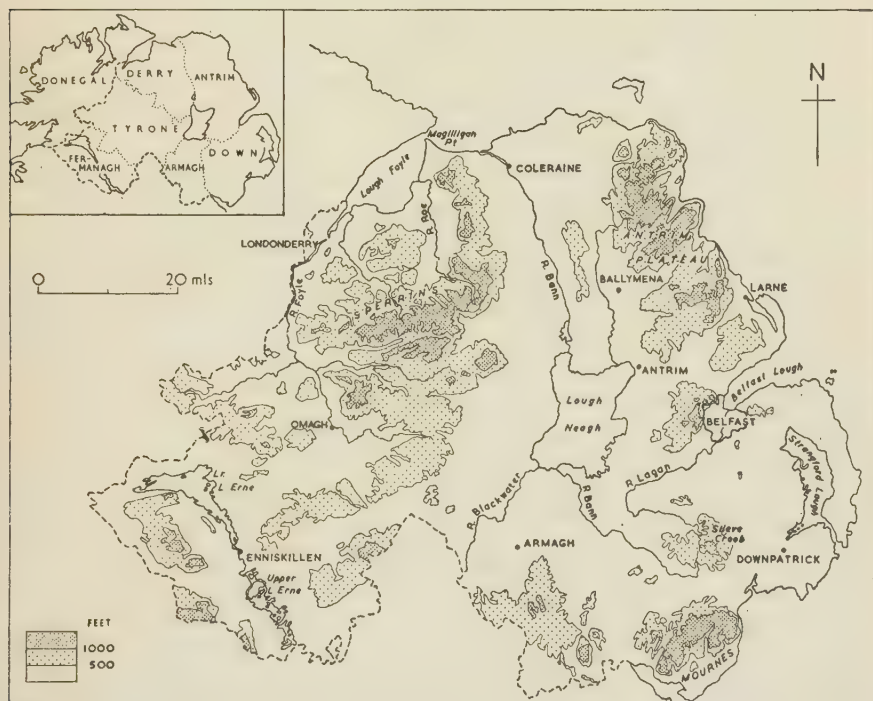 DONEGAL
DERRY
ANTRIM
TYRONE
FER-
MANAGH
ARMAGH
DOWN
N
Magilligan
Pt
COLERAINE
Lough Foyle
R. Roe
LONDONDERRY
0 20 mls
R. Foyle
SPERRINS
R. Bann
ANTRIM
PLATEAU
BALLYMENA
LARNE
ANTRIM
Belfast Lough
Lough
Neagh
BELFAST
OMAGH
Lr.
L Erne
R. Lagan
Strangford Lough
R. Blackwater
R. Bann
Slieve
Croob
ENNISKILLEN
ARMAGH
DOWNPATRICK
Upper
L Erne
FEET
1000
500
MOURNES